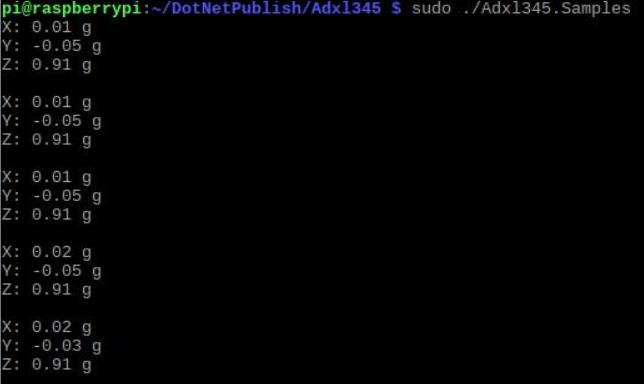 pi@raspberrypi:~/DotNetPublish/Adxl345 $ sudo ./Adxl345.Samples
X: 0.01 g
Y: -0.05 g
Z: 0.91 g
X: 0.01 g
Y: -0.05 g
Z: 0.91 g
X: 0.01 g
Y: -0.05 g
Z: 0.91 g
X: 0.02 g
Y: -0.05 g
Z: 0.91 g
X: 0.02 g
Y: -0.03 g
Z: 0.91 g